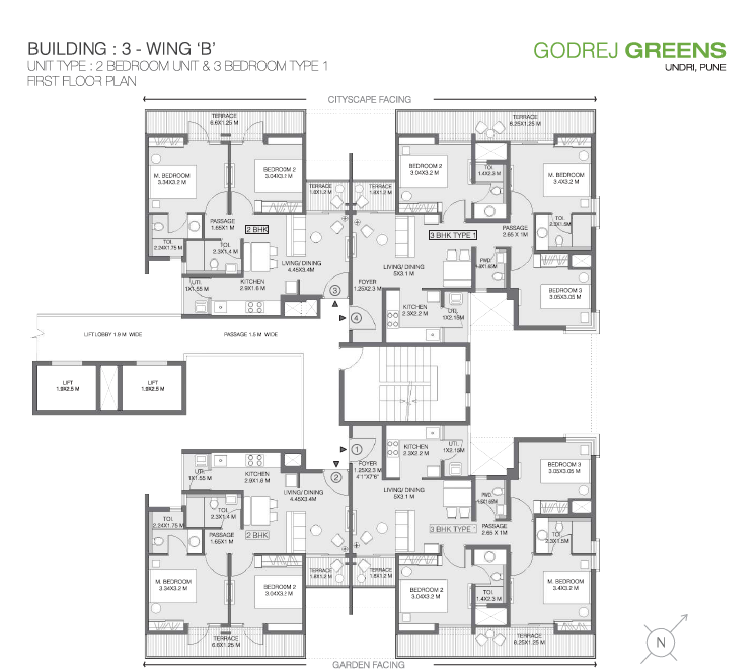 BUILDING : 3 - WING ‘B’
GODREJ GREENS
UNIT TYPE : 2 BEDROOM UNIT & 3 BEDROOM TYPE 1
UNDRI, PUNE
FIRST FLOOR PLAN
CITYSCAPE FACING
TERRACE
6.6X1.25 M
TERRACE
6.25X1.25 M
M. BEDROOM
3.34X3.2 M
BEDROOM 2
3.04X3.2 M
BEDROOM 2
3.04X3.2 M
TOI.
1.4X2.3 M
M. BEDROOM
3.4X3.2 M
TERRACE
1.6X1.2 M
TERRACE
1.6X1.2 M
PASSAGE
1.65X1 M
2 BHK
3 BHK TYPE 1
TOI.
2.3X1.5M
PASSAGE
2.65 X 1M
TOI.
2.24X1.75 M
TOI.
2.3X1.4 M
LIVING/ DINING
4.45X3.4M
LIVING/ DINING
5X3.1 M
PWD.
BEDROOM 3
3.05X3.05 M
UTI.
1X1.55 M
KITCHEN
2.9X1.6 M
FOYER
1.25X2.3 M
3
4
KITCHEN
2.3X2.2 M
UTI.
1X2.15M
LIFT LOBBY 1.9 M WIDE
PASSAGE 1.5 M WIDE
LIFT
1.9X2.5 M
LIFT
1.9X2.5 M
1
2
KITCHEN
2.3X2.2 M
UTI.
1X2.15M
FOYER
1.25X2.3 M
4'1"X7'6"
UTI.
1X1.55 M
KITCHEN
2.9X1.6 M
LIVING/ DINING
4.45X3.4M
LIVING/ DINING
5X3.1 M
BEDROOM 3
3.05X3.05 M
PWD.
TOI.
2.24X1.75 M
TOI.
2.3X1.4 M
PASSAGE
1.65X1 M
2 BHK
3 BHK TYPE 1
PASSAGE
2.65 X 1M
TOI.
2.3X1.5M
TERRACE
1.6X1.2 M
TERRACE
1.6X1.2 M
M. BEDROOM
3.34X3.2 M
BEDROOM 2
3.04X3.2 M
BEDROOM 2
3.04X3.2 M
TOI.
1.4X2.3 M
M. BEDROOM
3.4X3.2 M
TERRACE
6.6X1.25 M
TERRACE
6.25X1.25 M
GARDEN FACING
N